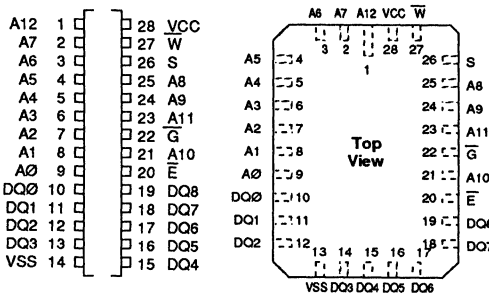 A12 1 28 VCC
A7 2 27 W̅
A6 3 26 S
A5 4 25 A8
A4 5 24 A9
A3 6 23 A11
A2 7 22 G̅
A1 8 21 A10
AØ 9 20 E̅
DQØ 10 19 DQ8
DQ1 11 18 DQ7
DQ2 12 17 DQ6
DQ3 13 16 DQ5
VSS 14 15 DQ4
A6 A7 A12 VCC W̅
3 2 28 27
1
A5 4 26 S
A4 5 25 A8
A3 6 24 A9
A2 7 23 A11
Top
A1 8 22 G̅
View
AØ 9 21 A10
DQØ 10 20 E̅
DQ1 11 19
DQ2 12 18 DQ7
13 14 15 16 17
VSS DQ3 DQ4 DQ5 DQ6